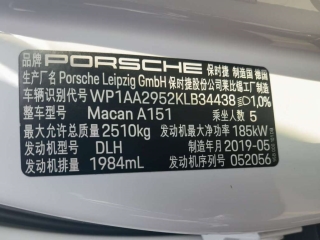 品牌 PORSCHE 保时捷 制造国 德国
生产厂名 Porsche Leipzig GmbH 保时捷股份公司莱比锡工厂制造
车辆识别代号 WP1AA2952KLB34438 1,0%
整车型号 Macan A151 乘坐人数 5
最大允许总质量 2510kg 发动机最大净功率 185kW
发动机型号 DLH 制造年月 2019-05
发动机排量 1984mL 发动机序列号 052056